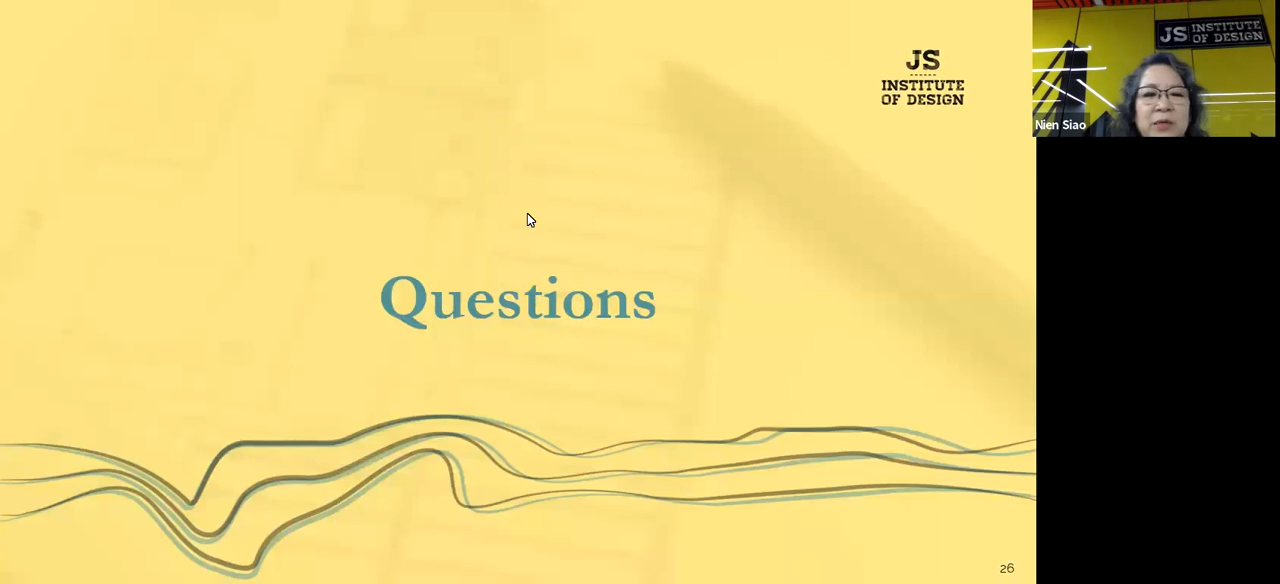 JS
INSTITUTE
OF DESIGN
Questions
26
JS INSTITUTE
OF DESIGN
Nien Siao